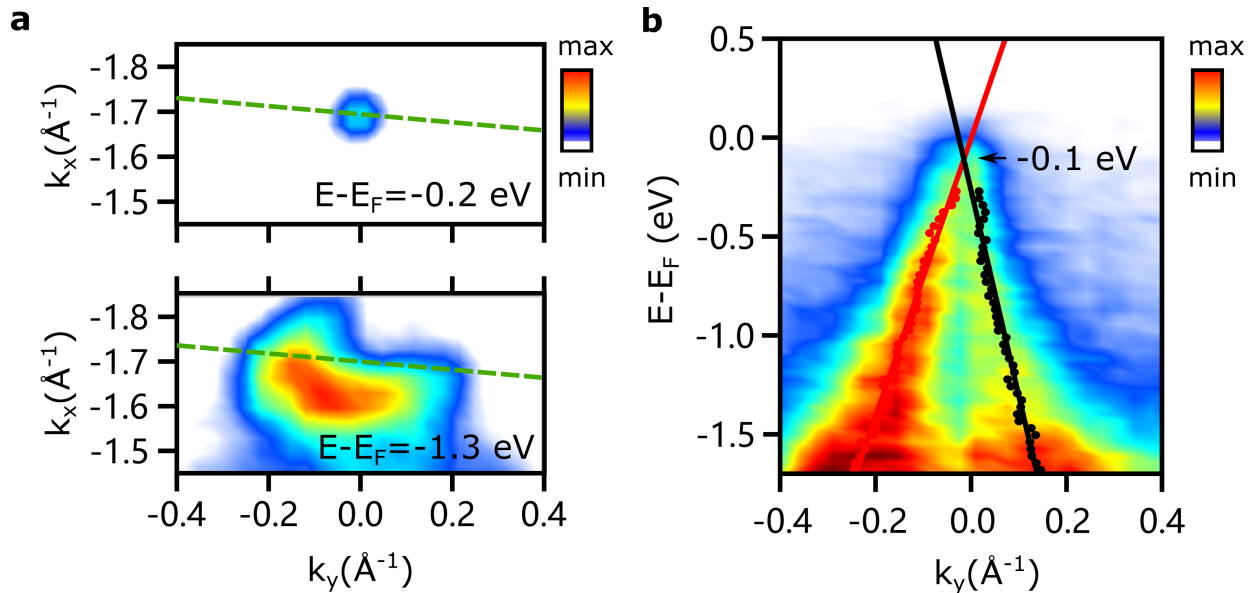 a
-1.8
-1.7
-1.6
-1.5
kx(Å-1)
E-EF=-0.2 eV
max
min
-1.8
-1.7
-1.6
-1.5
kx(Å-1)
E-EF=-1.3 eV
-0.4 -0.2 0.0 0.2 0.4
ky(Å-1)
b
0.5
0.0
-0.5
-1.0
-1.5
E-EF (eV)
-0.1 eV
max
min
-0.4 -0.2 0.0 0.2 0.4
ky(Å-1)